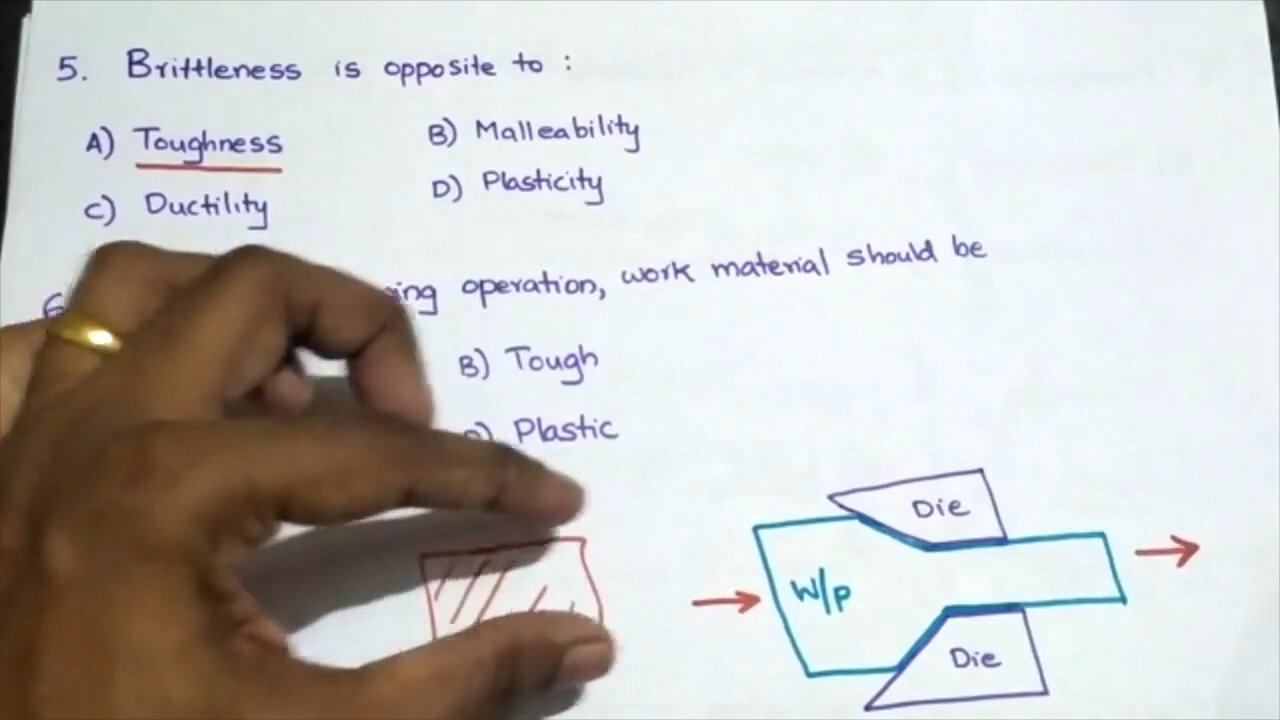 5. Brittleness is opposite to :
A) Toughness B) Malleability
C) Ductility D) Plasticity
operation, work material should be
B) Tough
Plastic
Die
W/p
Die